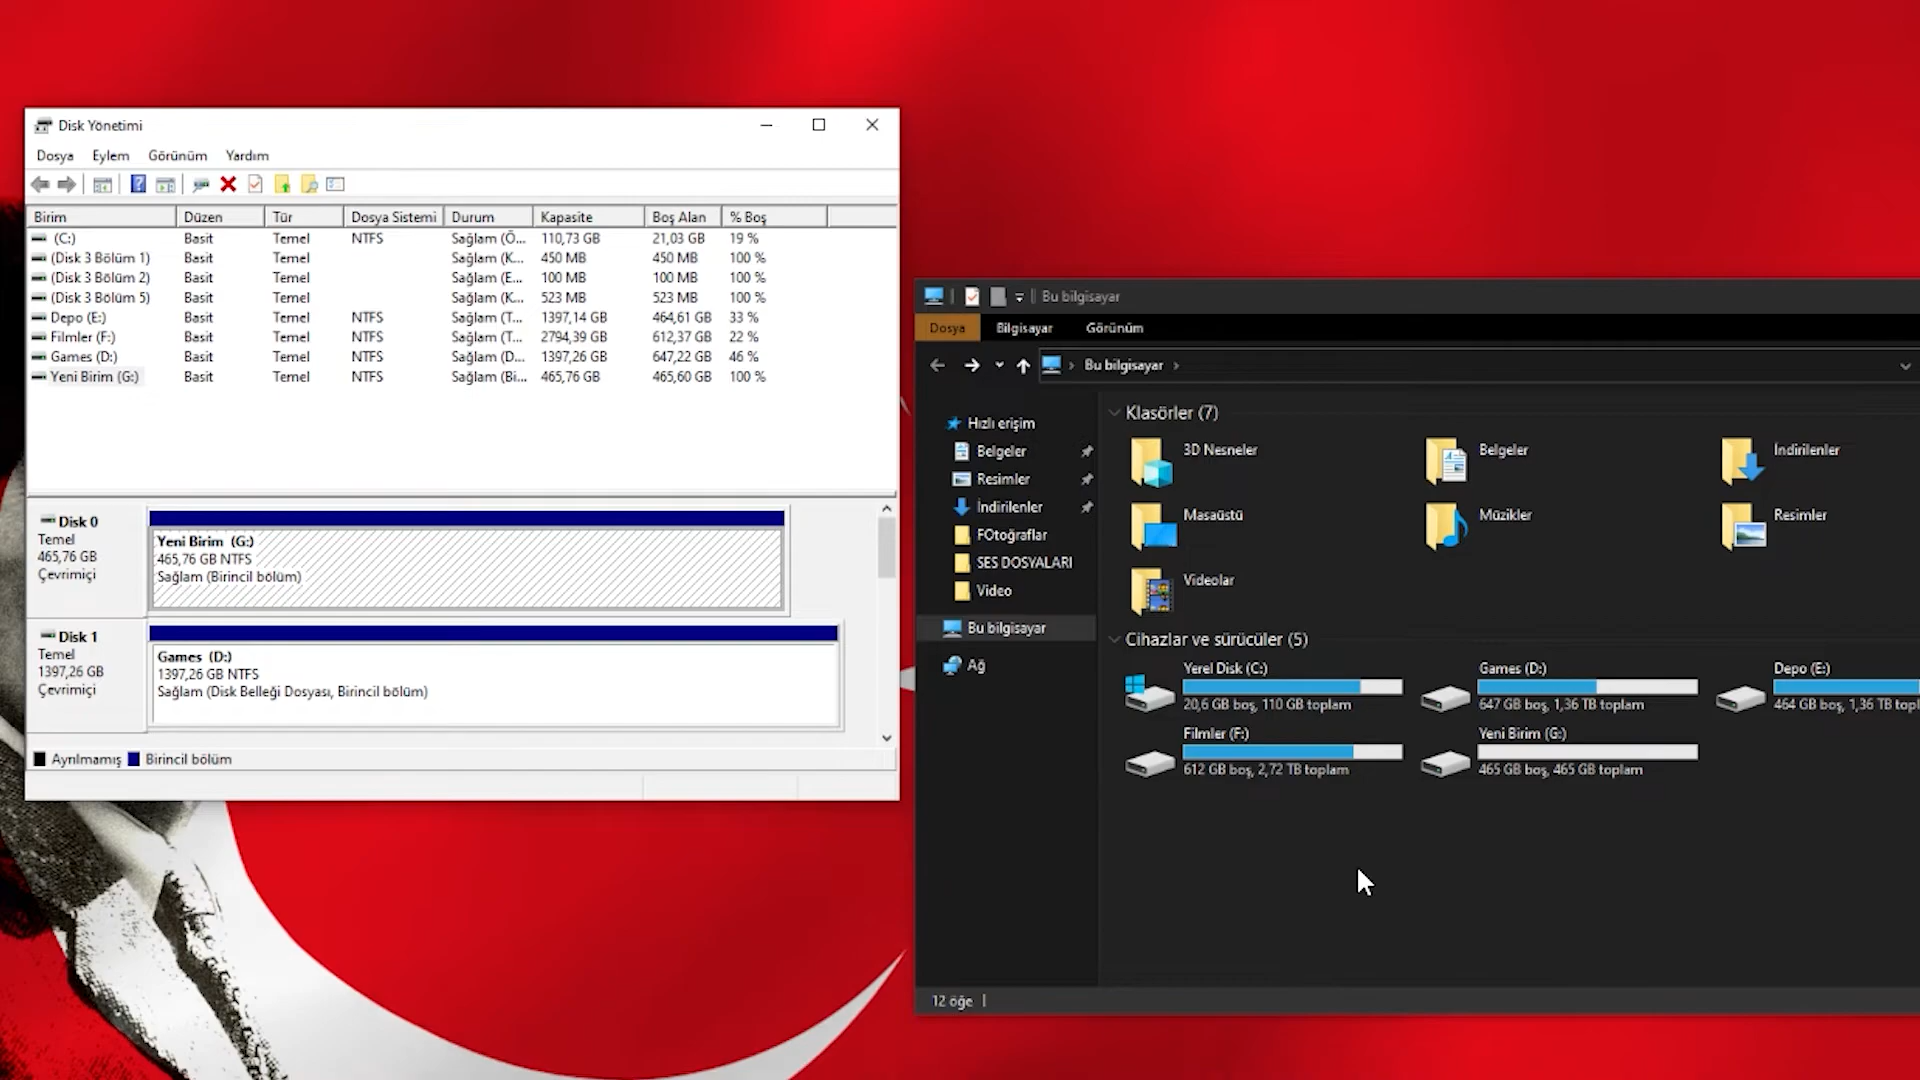 Disk Yönetimi
Dosya Eylem Görünüm Yardım
Birim Düzen Tür Dosya Sistemi Durum Kapasite Boş Alan % Boş
(C:) Basit Temel NTFS Sağlam (Ö... 110,73 GB 21,03 GB 19 %
(Disk 3 Bölüm 1) Basit Temel Sağlam (K... 450 MB 450 MB 100 %
(Disk 3 Bölüm 2) Basit Temel Sağlam (E... 100 MB 100 MB 100 %
(Disk 3 Bölüm 5) Basit Temel Sağlam (K... 523 MB 523 MB 100 %
Depo (E:) Basit Temel NTFS Sağlam (T... 1397,14 GB 464,61 GB 33 %
Filmler (F:) Basit Temel NTFS Sağlam (T... 2794,39 GB 612,37 GB 22 %
Games (D:) Basit Temel NTFS Sağlam (D... 1397,26 GB 647,22 GB 46 %
Yeni Birim (G:) Basit Temel NTFS Sağlam (Bi... 465,76 GB 465,60 GB 100 %
Disk 0
Temel
465,76 GB
Çevrimiçi
Yeni Birim (G:)
465,76 GB NTFS
Sağlam (Birincil bölüm)
Disk 1
Temel
1397,26 GB
Çevrimiçi
Games (D:)
1397,26 GB NTFS
Sağlam (Disk Belleği Dosyası, Birincil bölüm)
Ayrılmamış Birincil bölüm
Bu bilgisayar
Dosya Bilgisayar Görünüm
Bu bilgisayar
Hızlı erişim
Belgeler
Resimler
İndirilenler
FOtoğraflar
SES DOSYALARI
Video
Bu bilgisayar
Ağ
Klasörler (7)
3D Nesneler Belgeler İndirilenler
Masaüstü Müzikler Resimler
Videolar
Cihazlar ve sürücüler (5)
Yerel Disk (C:) Games (D:) Depo (E:)
20,6 GB boş, 110 GB toplam 647 GB boş, 1,36 TB toplam 464 GB boş, 1,36 TB topl
Filmler (F:) Yeni Birim (G:)
612 GB boş, 2,72 TB toplam 465 GB boş, 465 GB toplam
12 öğe